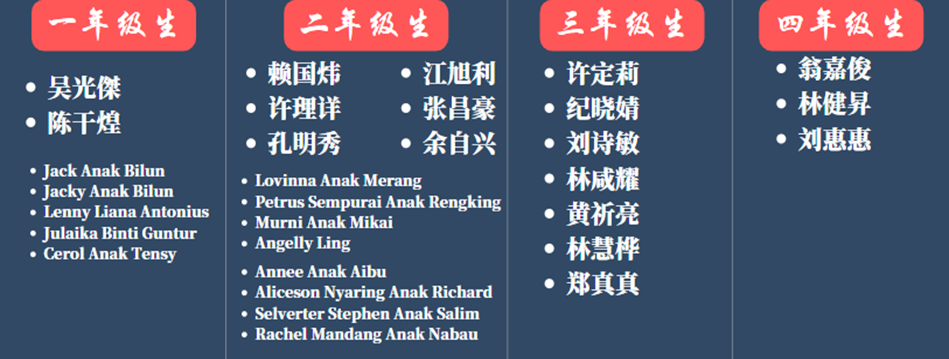 一年级生
吴光傑
陈干煌
Jack Anak Bilun
Jacky Anak Bilun
Lenny Liana Antonius
Julaika Binti Guntur
Cerol Anak Tensy
二年级生
赖国炜
许理详
孔明秀
江旭利
张昌豪
余自兴
Lovinna Anak Merang
Petrus Sempurai Anak Rengking
Murni Anak Mikai
Angelly Ling
Annee Anak Aibu
Aliceson Nyaring Anak Richard
Selverter Stephen Anak Salim
Rachel Mandang Anak Nabau
三年级生
许定莉
纪晓婧
刘诗敏
林咸耀
黄祈亮
林慧桦
郑真真
四年级生
翁嘉俊
林健昇
刘惠惠